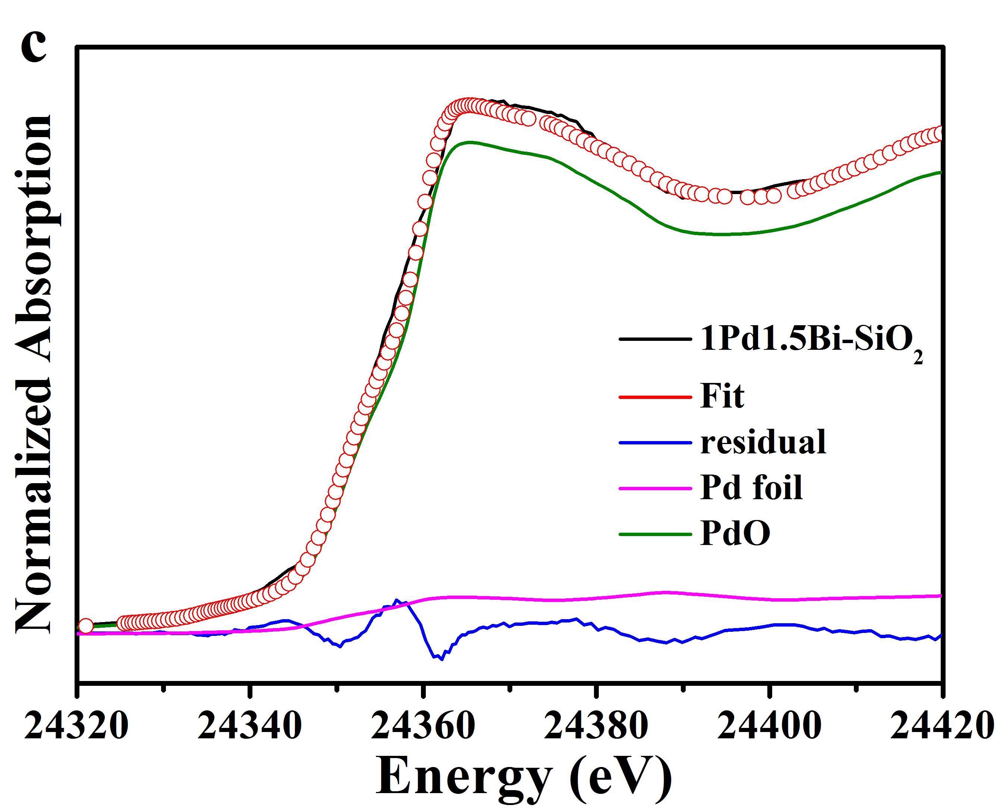 c
Normalized Absorption
1Pd1.5Bi-SiO₂
Fit
residual
Pd foil
PdO
24320 24340 24360 24380 24400 24420
Energy (eV)